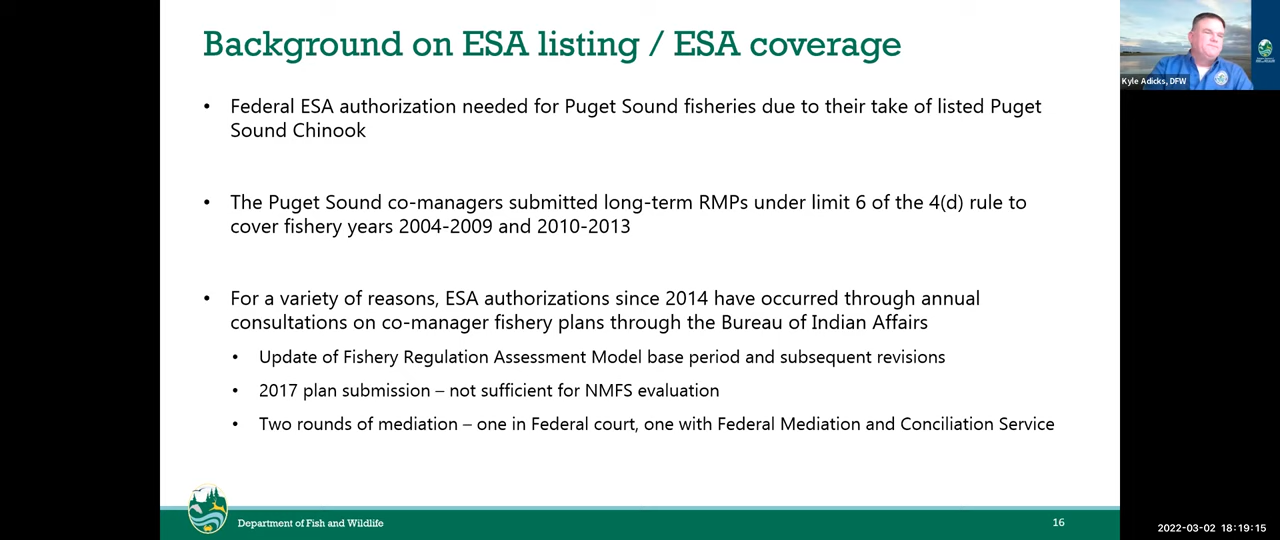 Background on ESA listing / ESA coverage
• Federal ESA authorization needed for Puget Sound fisheries due to their take of listed Puget
Sound Chinook
• The Puget Sound co-managers submitted long-term RMPs under limit 6 of the 4(d) rule to
cover fishery years 2004-2009 and 2010-2013
• For a variety of reasons, ESA authorizations since 2014 have occurred through annual
consultations on co-manager fishery plans through the Bureau of Indian Affairs
• Update of Fishery Regulation Assessment Model base period and subsequent revisions
• 2017 plan submission – not sufficient for NMFS evaluation
• Two rounds of mediation – one in Federal court, one with Federal Mediation and Conciliation Service
Department of Fish and Wildlife
16
Kyle Adicks, DFW
2022-03-02 18:19:15